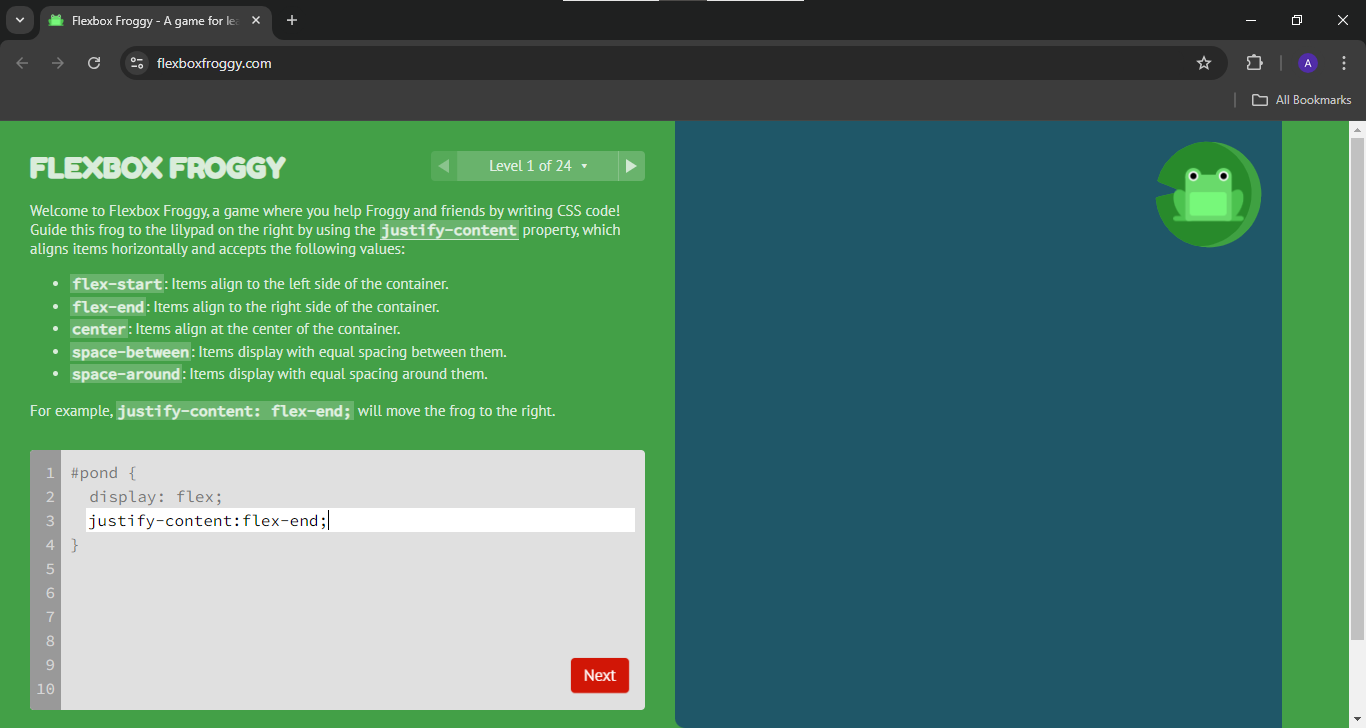 Flexbox Froggy - A game for le
flexboxfroggy.com
A
All Bookmarks
FLEXBOX FROGGY
Level 1 of 24
Welcome to Flexbox Froggy, a game where you help Froggy and friends by writing CSS code!
Guide this frog to the lilypad on the right by using the justify-content property, which
aligns items horizontally and accepts the following values:
• flex-start: Items align to the left side of the container.
• flex-end: Items align to the right side of the container.
• center: Items align at the center of the container.
• space-between: Items display with equal spacing between them.
• space-around: Items display with equal spacing around them.
For example, justify-content: flex-end; will move the frog to the right.
1 #pond {
2 display: flex;
3 justify-content:flex-end;
4 }
5
6
7
8
9
10
Next